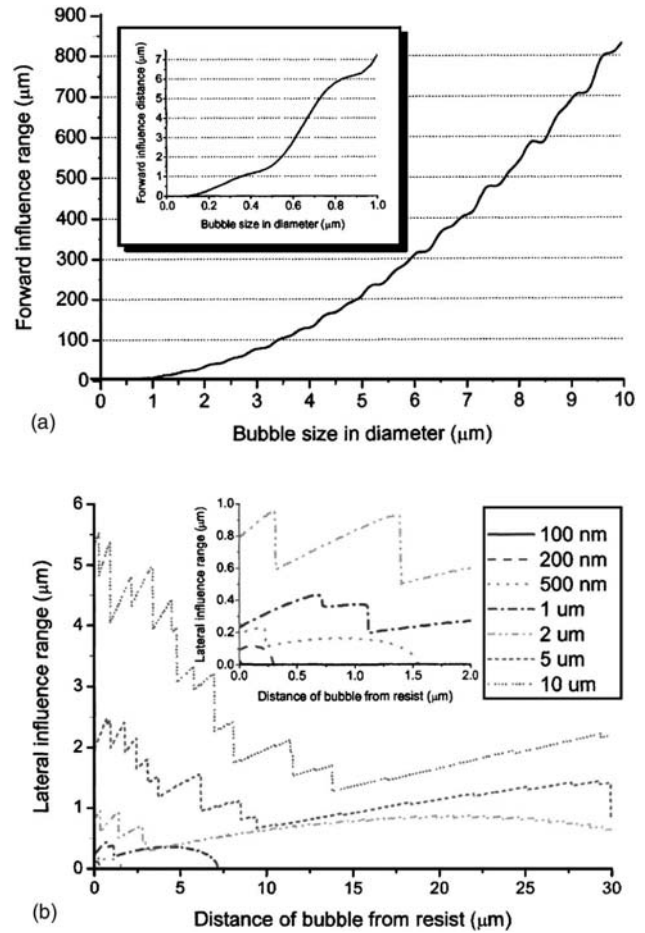 900
800
700
600
500
400
300
200
100
0
Forward influence range (μm)
7
6
5
4
3
2
1
0
Forward influence distance (μm)
0.0 0.2 0.4 0.6 0.8 1.0
Bubble size in diameter (μm)
0 1 2 3 4 5 6 7 8 9 10
(a)
Bubble size in diameter (μm)
6
5
4
3
2
1
0
Lateral influence range (μm)
1.0
0.8
0.6
0.4
0.2
0.0
Lateral influence range (μm)
0.0 0.5 1.0 1.5 2.0
Distance of bubble from resist (μm)
100 nm
200 nm
500 nm
1 um
2 um
5 um
10 um
0 5 10 15 20 25 30
(b)
Distance of bubble from resist (μm)